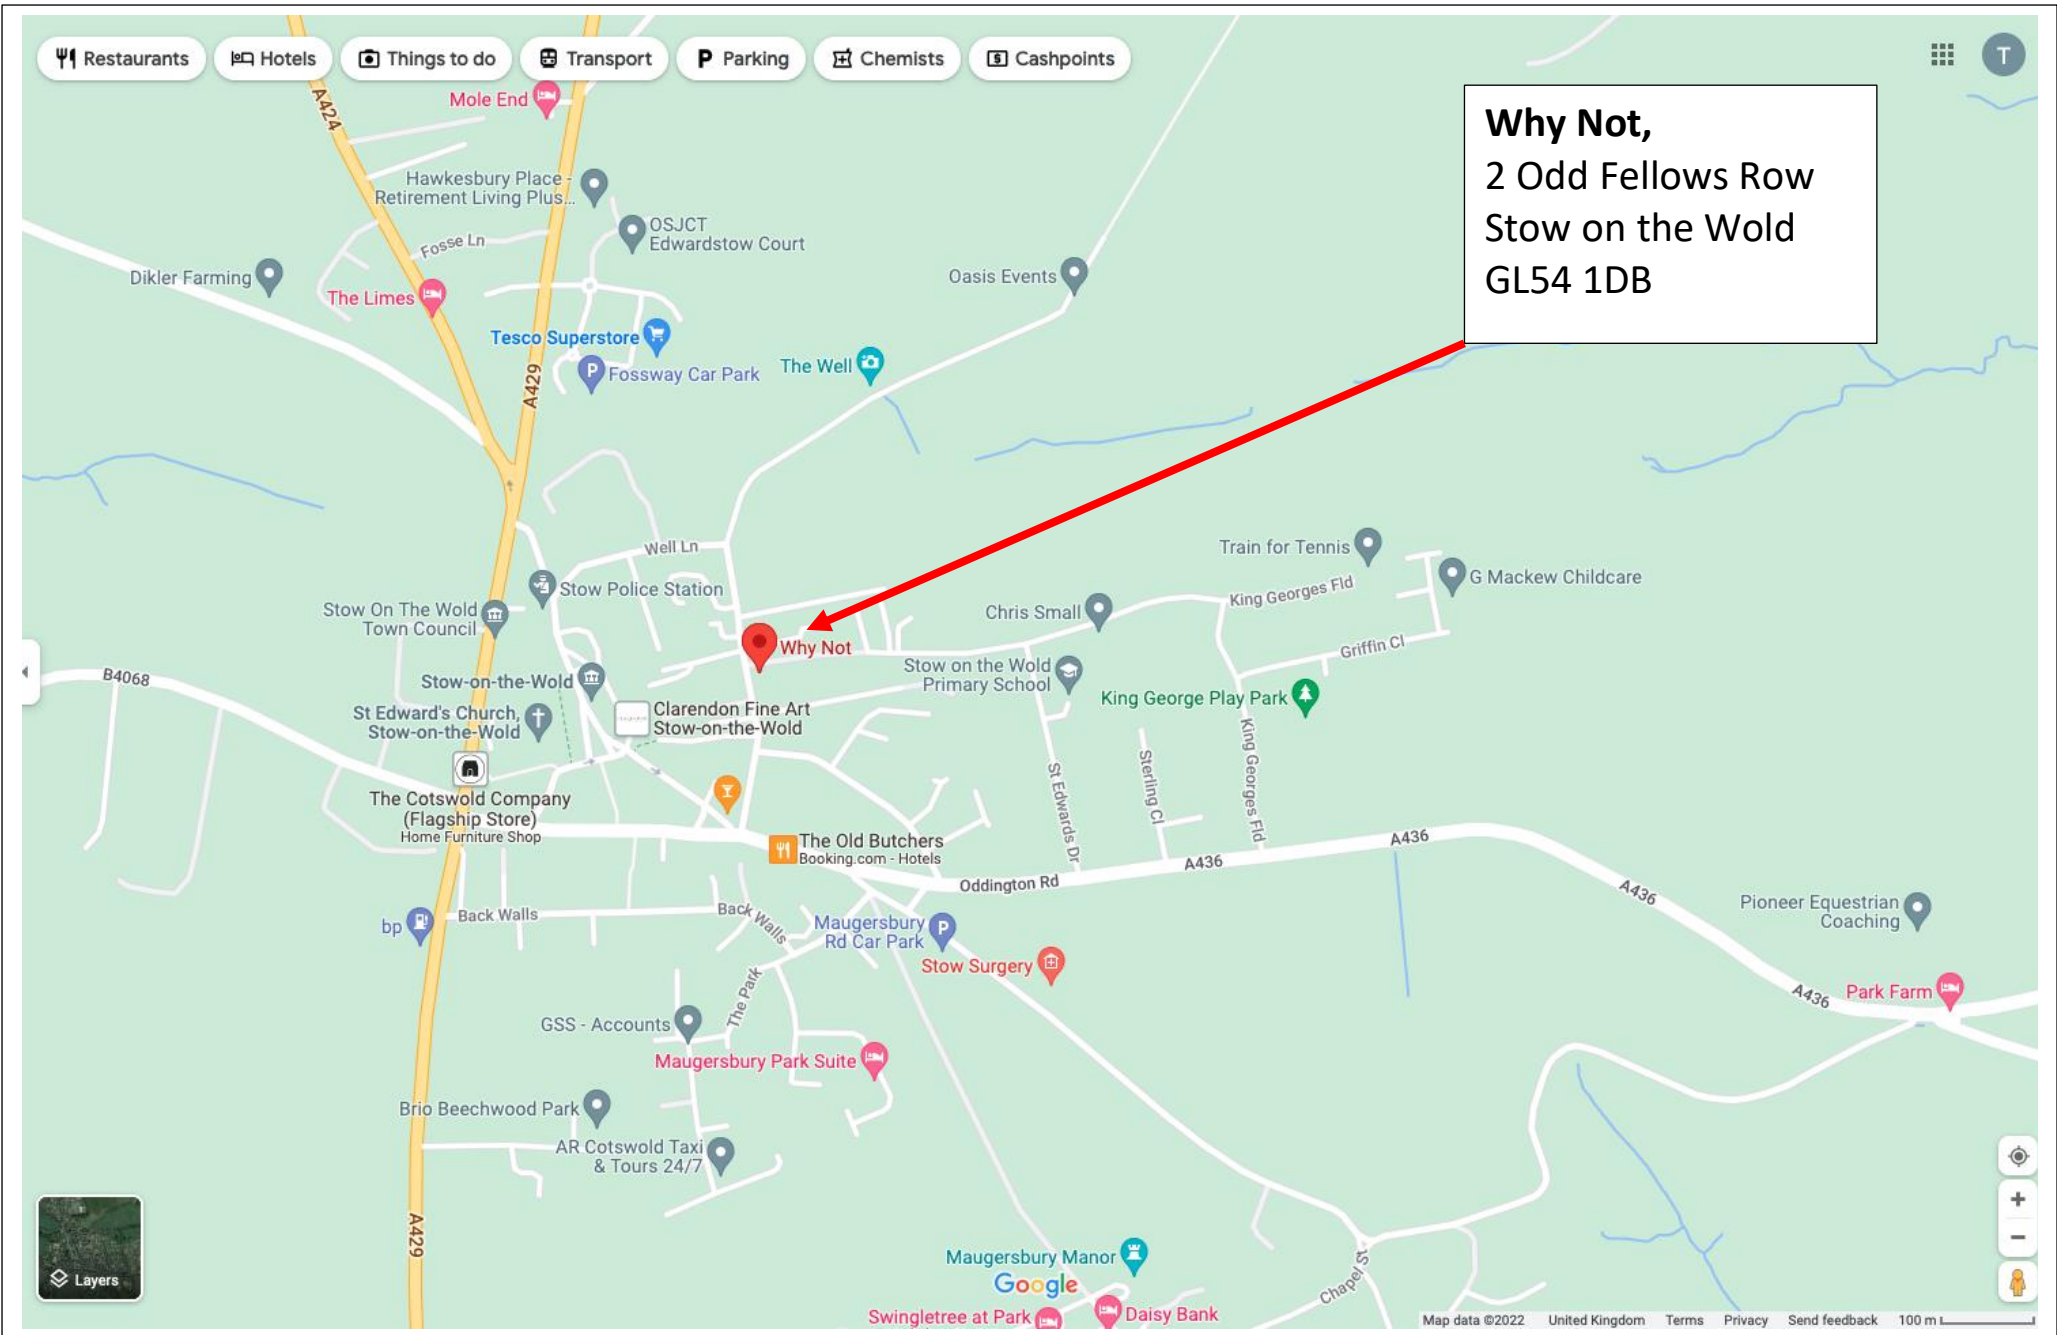 Restaurants
Hotels
Things to do
Transport
Parking
Chemists
Cashpoints
T
Why Not,
2 Odd Fellows Row
Stow on the Wold
GL54 1DB
A424
Mole End
Hawkesbury Place -
Retirement Living Plus...
OSJCT
Edwardstow Court
Fosse Ln
Dikler Farming
The Limes
Oasis Events
Tesco Superstore
Fossway Car Park
The Well
A429
Well Ln
Stow Police Station
Train for Tennis
G Mackew Childcare
King Georges Fld
Stow On The Wold
Town Council
Chris Small
Why Not
Griffin Cl
B4068
Stow-on-the-Wold
Stow on the Wold
Primary School
King George Play Park
St Edward's Church,
Stow-on-the-Wold
Clarendon Fine Art
Stow-on-the-Wold
St Edwards Dr
Sterling Cl
King Georges Fld
The Cotswold Company
(Flagship Store)
Home Furniture Shop
The Old Butchers
Booking.com - Hotels
A436
A436
Oddington Rd
A436
bp
Back Walls
Back Walls
Maugersbury
Rd Car Park
Pioneer Equestrian
Coaching
Stow Surgery
The Park
A436
Park Farm
GSS - Accounts
Maugersbury Park Suite
Brio Beechwood Park
AR Cotswold Taxi
& Tours 24/7
A429
Layers
Maugersbury Manor
Google
Chapel St
Swingletree at Park
Daisy Bank
Map data ©2022 United Kingdom Terms Privacy Send feedback 100 m